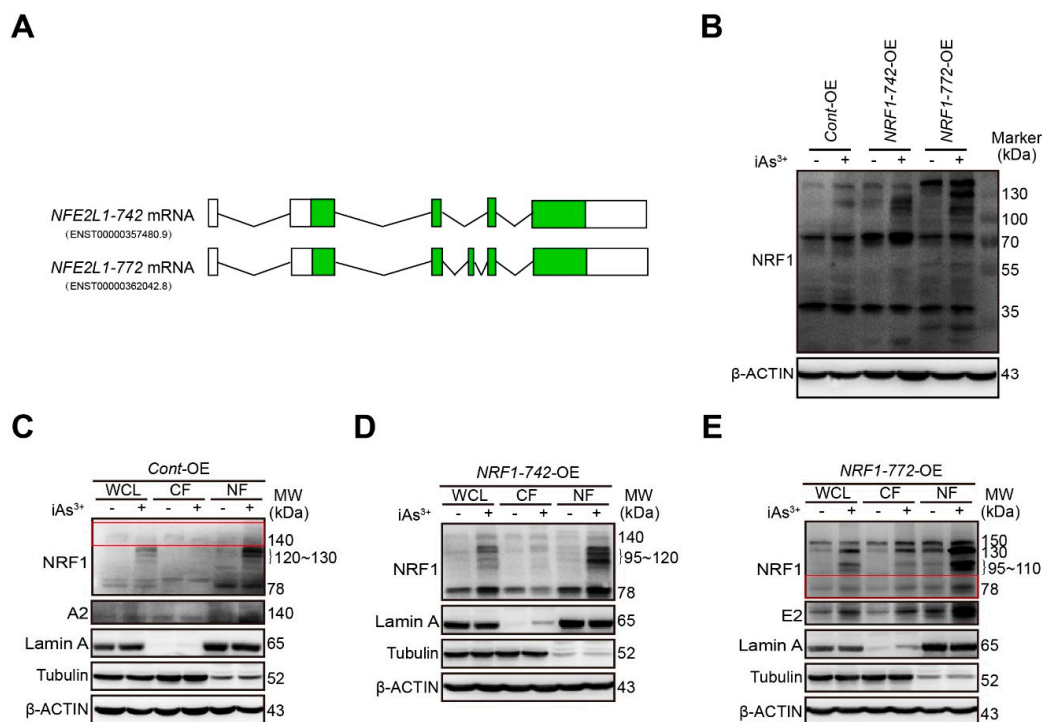 A
NFE2L1-742 mRNA
(ENST00000357480.9)
NFE2L1-772 mRNA
(ENST00000362042.8)
B
Cont-OE
NRF1-742-OE
NRF1-772-OE
Marker
(kDa)
iAs³⁺ - + - + - +
130
100
70
55
35
NRF1
β-ACTIN 43
C
Cont-OE
WCL CF NF MW
(kDa)
iAs³⁺ - + - + - +
140
}120~130
NRF1
78
A2 140
Lamin A 65
Tubulin 52
β-ACTIN 43
D
NRF1-742-OE
WCL CF NF MW
(kDa)
iAs³⁺ - + - + - +
140
}95~120
NRF1
78
Lamin A 65
Tubulin 52
β-ACTIN 43
E
NRF1-772-OE
WCL CF NF MW
(kDa)
iAs³⁺ - + - + - +
150
130
}95~110
NRF1
78
E2
Lamin A 65
Tubulin 52
β-ACTIN 43